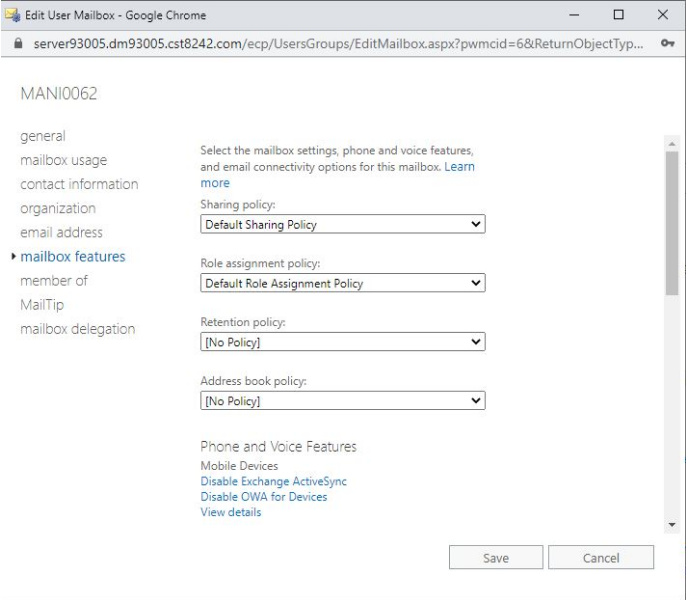 Edit User Mailbox - Google Chrome
server93005.dm93005.cst8242.com/ecp/UsersGroups/EditMailbox.aspx?pwmcid=6&ReturnObjectTyp...
MANI0062
general
mailbox usage
contact information
organization
email address
mailbox features
member of
MailTip
mailbox delegation
Select the mailbox settings, phone and voice features,
and email connectivity options for this mailbox. Learn
more
Sharing policy:
Default Sharing Policy
Role assignment policy:
Default Role Assignment Policy
Retention policy:
[No Policy]
Address book policy:
[No Policy]
Phone and Voice Features
Mobile Devices
Disable Exchange ActiveSync
Disable OWA for Devices
View details
Save
Cancel